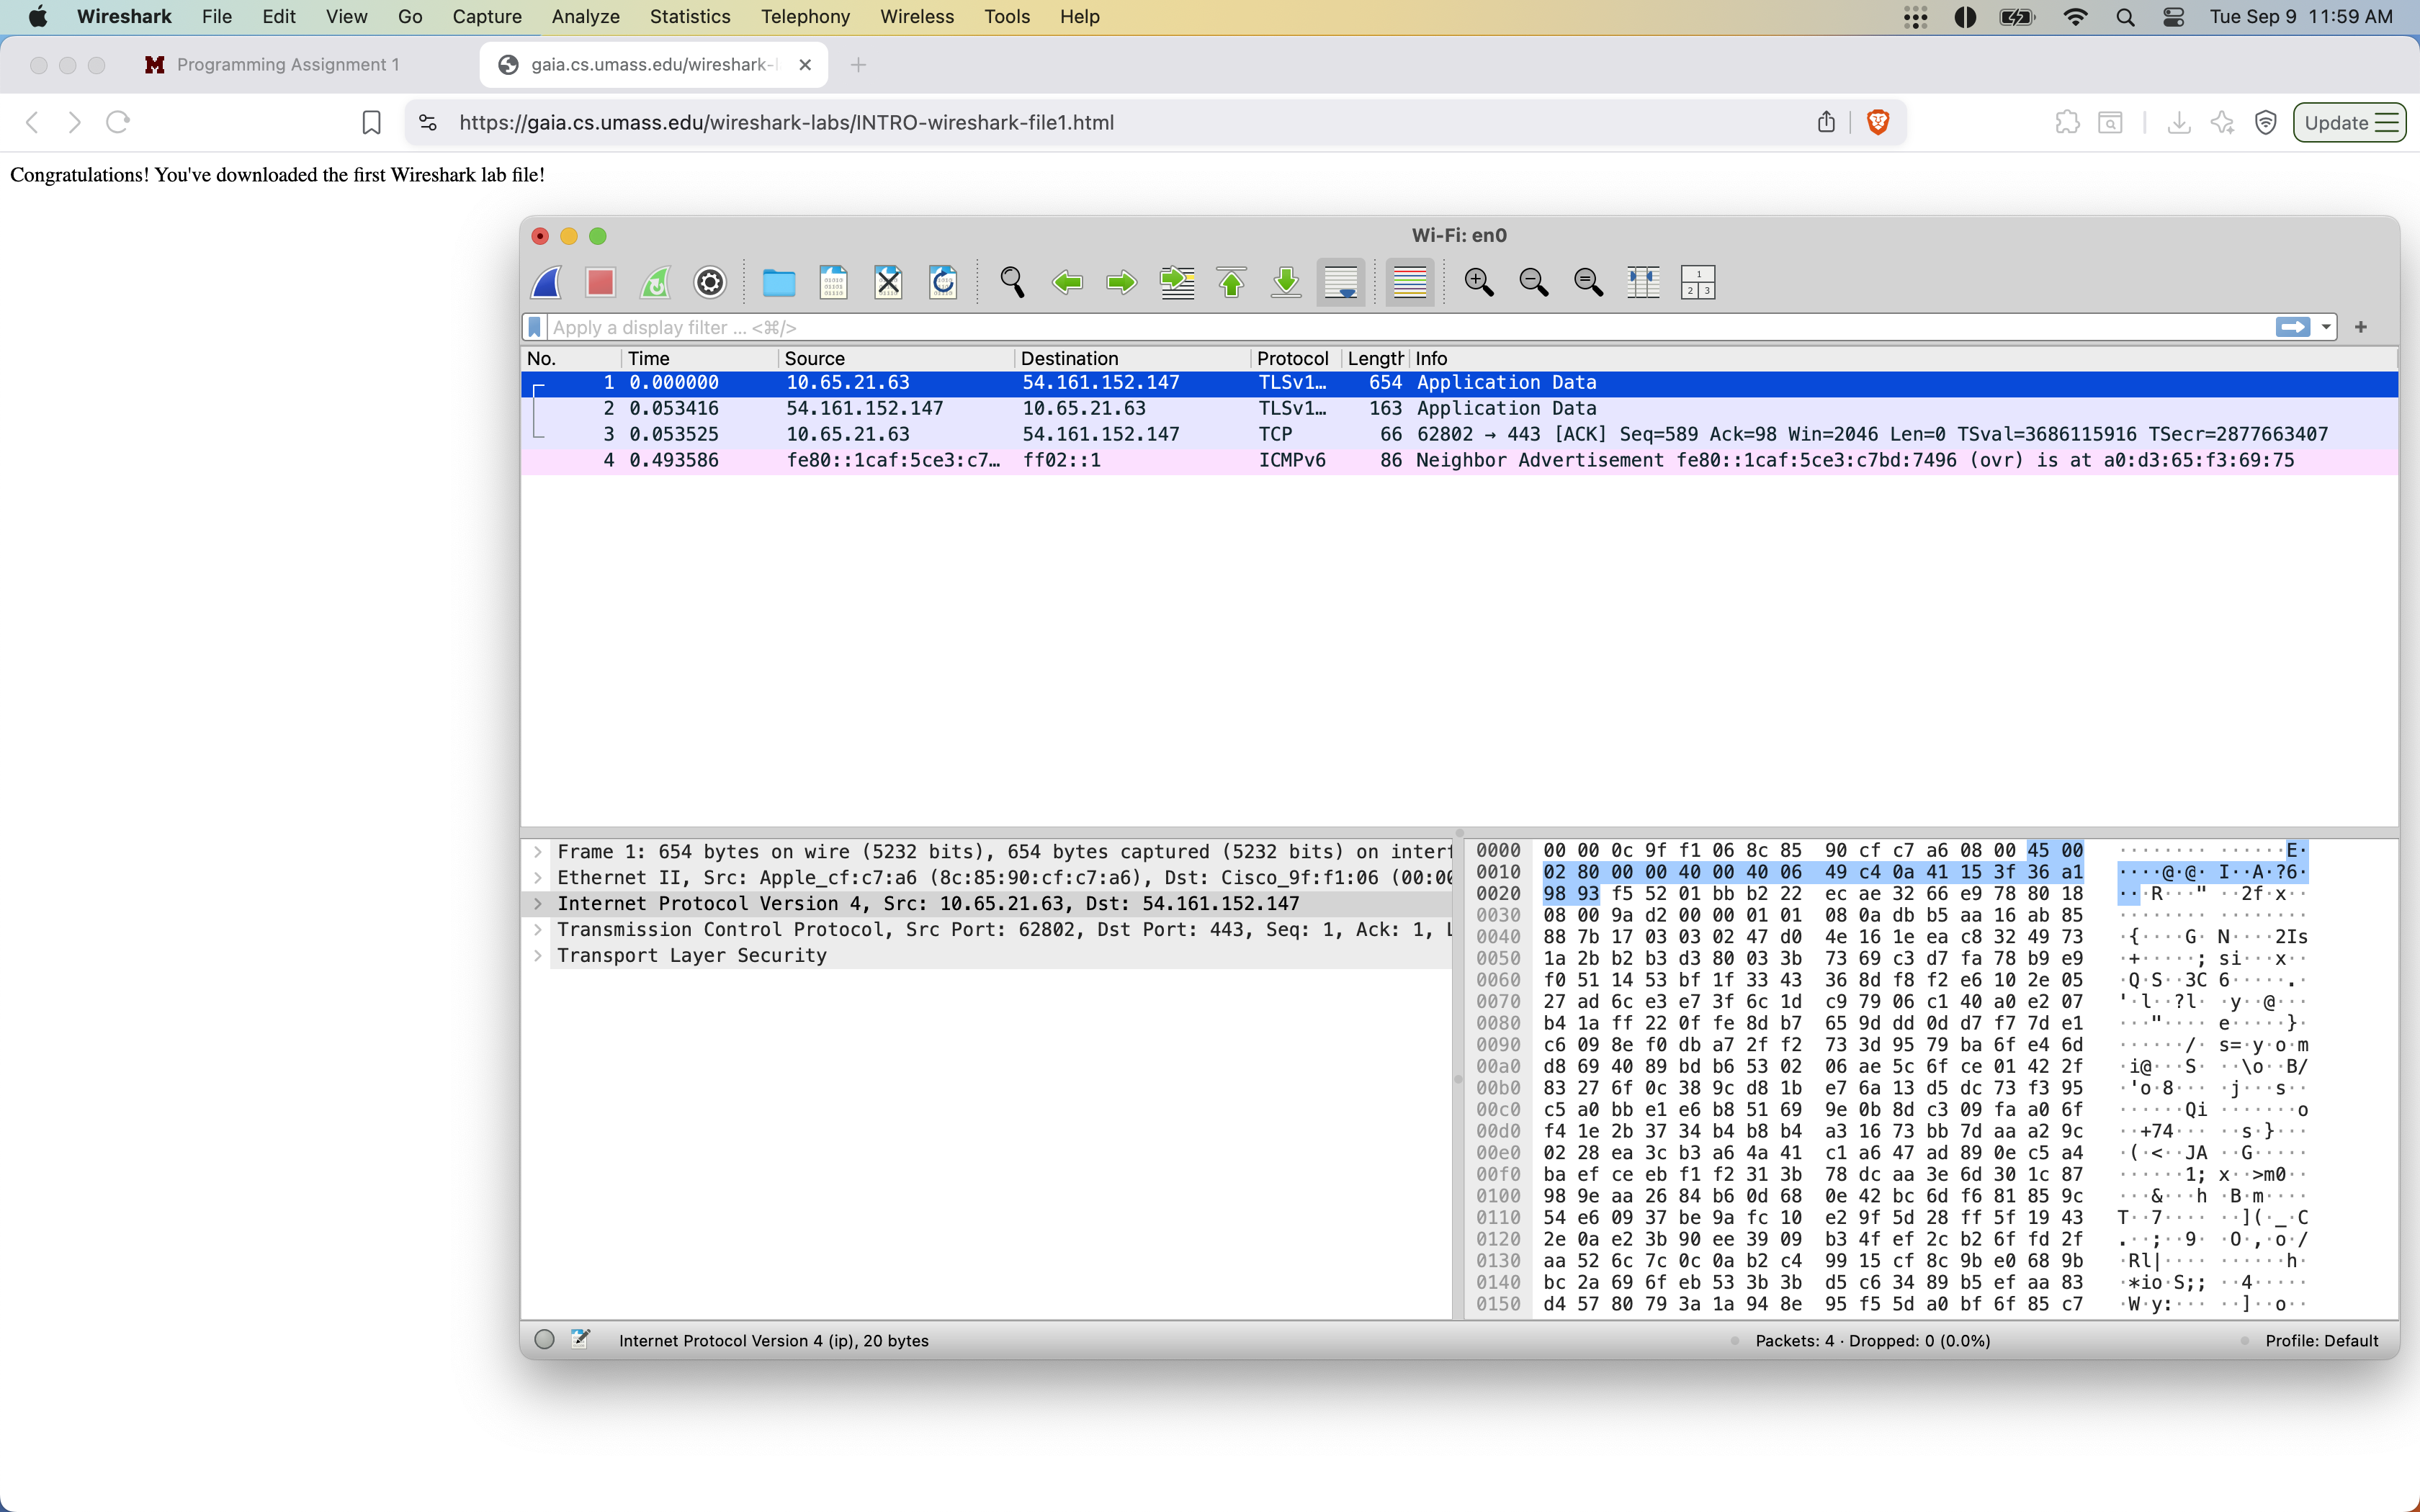 Wireshark File Edit View Go Capture Analyze Statistics Telephony Wireless Tools Help Tue Sep 9 11:59 AM
Programming Assignment 1 gaia.cs.umass.edu/wireshark-l
https://gaia.cs.umass.edu/wireshark-labs/INTRO-wireshark-file1.html Update
Congratulations! You've downloaded the first Wireshark lab file!
Wi-Fi: en0
Apply a display filter ... <⌘/>
No. Time Source Destination Protocol Length Info
1 0.000000 10.65.21.63 54.161.152.147 TLSv1… 654 Application Data
2 0.053416 54.161.152.147 10.65.21.63 TLSv1… 163 Application Data
3 0.053525 10.65.21.63 54.161.152.147 TCP 66 62802 → 443 [ACK] Seq=589 Ack=98 Win=2046 Len=0 TSval=3686115916 TSecr=2877663407
4 0.493586 fe80::1caf:5ce3:c7… ff02::1 ICMPv6 86 Neighbor Advertisement fe80::1caf:5ce3:c7bd:7496 (ovr) is at a0:d3:65:f3:69:75
Frame 1: 654 bytes on wire (5232 bits), 654 bytes captured (5232 bits) on interf
Ethernet II, Src: Apple_cf:c7:a6 (8c:85:90:cf:c7:a6), Dst: Cisco_9f:f1:06 (00:00
Internet Protocol Version 4, Src: 10.65.21.63, Dst: 54.161.152.147
Transmission Control Protocol, Src Port: 62802, Dst Port: 443, Seq: 1, Ack: 1, L
Transport Layer Security
0000 00 00 0c 9f f1 06 8c 85 90 cf c7 a6 08 00 45 00 ········ ······E·
0010 02 80 00 00 40 00 40 06 49 c4 0a 41 15 3f 36 a1 ····@·@· I··A·?6·
0020 98 93 f5 52 01 bb b2 22 ec ae 32 66 e9 78 80 18 ···R···" ··2f·x··
0030 08 00 9a d2 00 00 01 01 08 0a db b5 aa 16 ab 85 ········ ········
0040 88 7b 17 03 03 02 47 d0 4e 16 1e ea c8 32 49 73 ·{····G· N····2Is
0050 1a 2b b2 b3 d3 80 03 3b 73 69 c3 d7 fa 78 b9 e9 ·+·····; si···x··
0060 f0 51 14 53 bf 1f 33 43 36 8d f8 f2 e6 10 2e 05 ·Q·S··3C 6·····.·
0070 27 ad 6c e3 e7 3f 6c 1d c9 79 06 c1 40 a0 e2 07 '·l··?l· ·y··@···
0080 b4 1a ff 22 0f fe 8d b7 65 9d dd 0d d7 f7 7d e1 ···"···· e·····}·
0090 c6 09 8e f0 db a7 2f f2 73 3d 95 79 ba 6f e4 6d ······/· s=·y·o·m
00a0 d8 69 40 89 bd b6 53 02 06 ae 5c 6f ce 01 42 2f ·i@···S· ··\o··B/
00b0 83 27 6f 0c 38 9c d8 1b e7 6a 13 d5 dc 73 f3 95 ·'o·8··· ·j···s··
00c0 c5 a0 bb e1 e6 b8 51 69 9e 0b 8d c3 09 fa a0 6f ······Qi ·······o
00d0 f4 1e 2b 37 34 b4 b8 b4 a3 16 73 bb 7d aa a2 9c ··+74··· ··s·}···
00e0 02 28 ea 3c b3 a6 4a 41 c1 a6 47 ad 89 0e c5 a4 ·(·<··JA ··G·····
00f0 ba ef ce eb f1 f2 31 3b 78 dc aa 3e 6d 30 1c 87 ······1; x··>m0··
0100 98 9e aa 26 84 b6 0d 68 0e 42 bc 6d f6 81 85 9c ···&···h ·B·m····
0110 54 e6 09 37 be 9a fc 10 e2 9f 5d 28 ff 5f 19 43 T··7···· ··](·_·C
0120 2e 0a e2 3b 90 ee 39 09 b3 4f ef 2c b2 6f fd 2f .··;··9· ·O·,·o·/
0130 aa 52 6c 7c 0c 0a b2 c4 99 15 cf 8c 9b e0 68 9b ·Rl|···· ······h·
0140 bc 2a 69 6f eb 53 3b 3b d5 c6 34 89 b5 ef aa 83 ·*io·S;; ··4·····
0150 d4 57 80 79 3a 1a 94 8e 95 f5 5d a0 bf 6f 85 c7 ·W·y:··· ··]··o··
Internet Protocol Version 4 (ip), 20 bytes Packets: 4 · Dropped: 0 (0.0%) Profile: Default